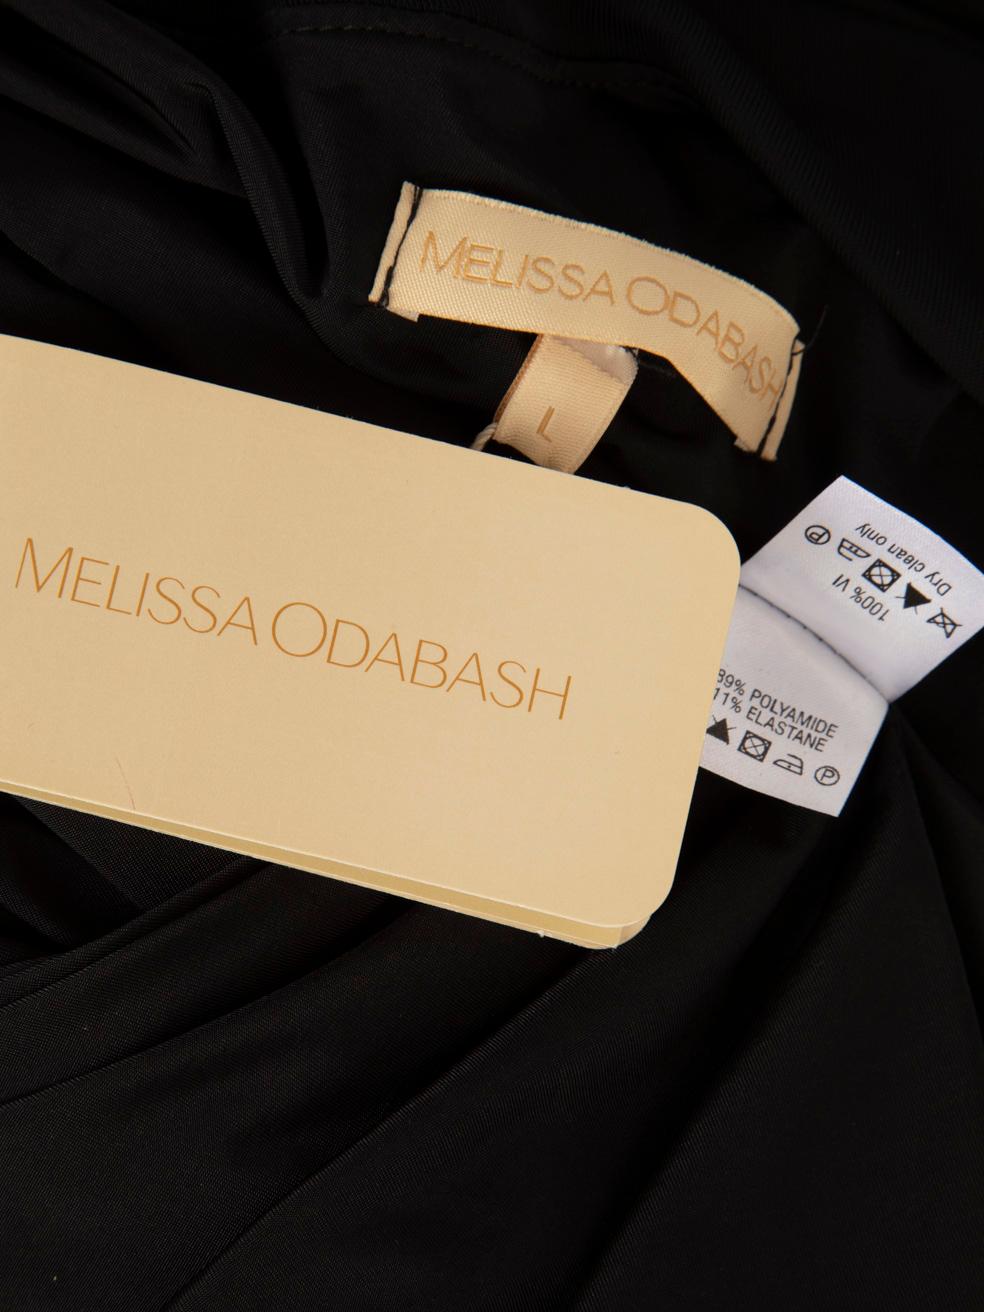 MELISSA ODABASH
L
MELISSA ODABASH
Dry clean only
100% VI
89% POLYAMIDE
11% ELASTANE